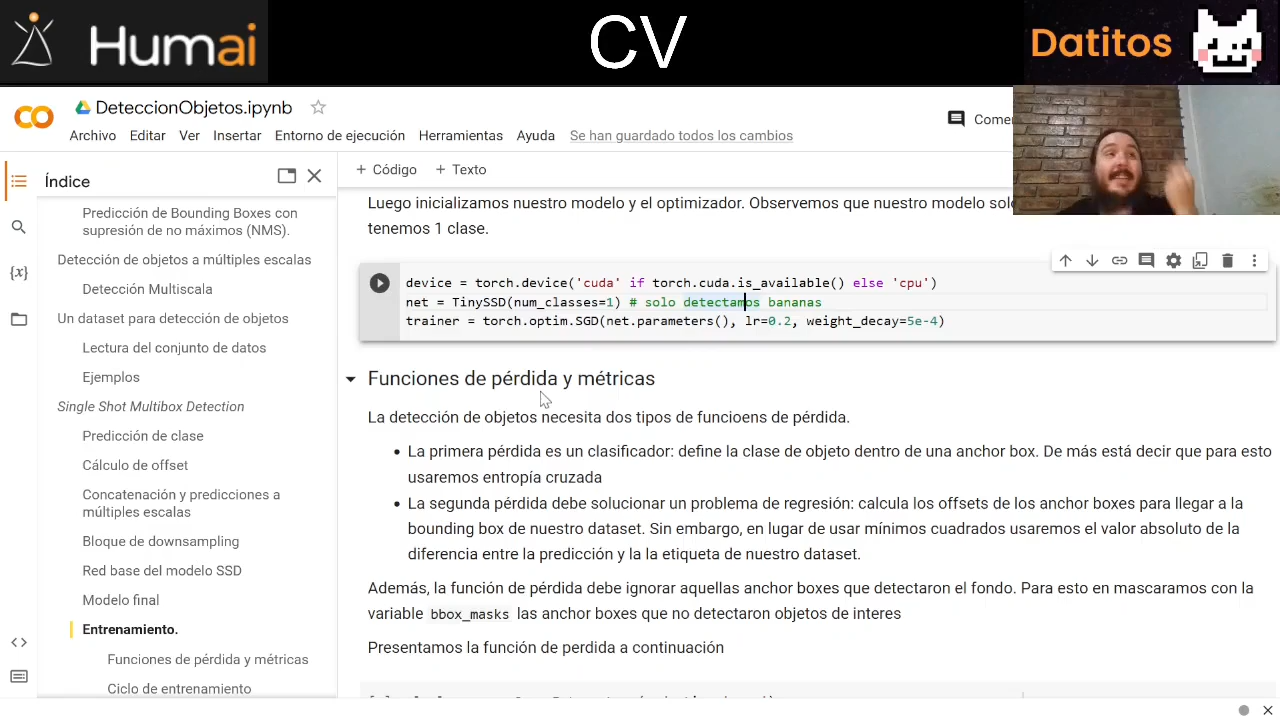 Humai
CV
Datitos
DeteccionObjetos.ipynb
Archivo Editar Ver Insertar Entorno de ejecución Herramientas Ayuda Se han guardado todos los cambios
Índice
Predicción de Bounding Boxes con
supresión de no máximos (NMS).
Detección de objetos a múltiples escalas
Detección Multiscala
Un dataset para detección de objetos
Lectura del conjunto de datos
Ejemplos
Single Shot Multibox Detection
Predicción de clase
Cálculo de offset
Concatenación y predicciones a
múltiples escalas
Bloque de downsampling
Red base del modelo SSD
Modelo final
Entrenamiento.
Funciones de pérdida y métricas
Ciclo de entrenamiento
+ Código + Texto
Luego inicializamos nuestro modelo y el optimizador. Observemos que nuestro modelo solo
tenemos 1 clase.
device = torch.device('cuda' if torch.cuda.is_available() else 'cpu')
net = TinySSD(num_classes=1) # solo detectamos bananas
trainer = torch.optim.SGD(net.parameters(), lr=0.2, weight_decay=5e-4)
Funciones de pérdida y métricas
La detección de objetos necesita dos tipos de funcioens de pérdida.
• La primera pérdida es un clasificador: define la clase de objeto dentro de una anchor box. De más está decir que para esto
usaremos entropía cruzada
• La segunda pérdida debe solucionar un problema de regresión: calcula los offsets de los anchor boxes para llegar a la
bounding box de nuestro dataset. Sin embargo, en lugar de usar mínimos cuadrados usaremos el valor absoluto de la
diferencia entre la predicción y la la etiqueta de nuestro dataset.
Además, la función de pérdida debe ignorar aquellas anchor boxes que detectaron el fondo. Para esto en mascaramos con la
variable bbox_masks las anchor boxes que no detectaron objetos de interes
Presentamos la función de perdida a continuación